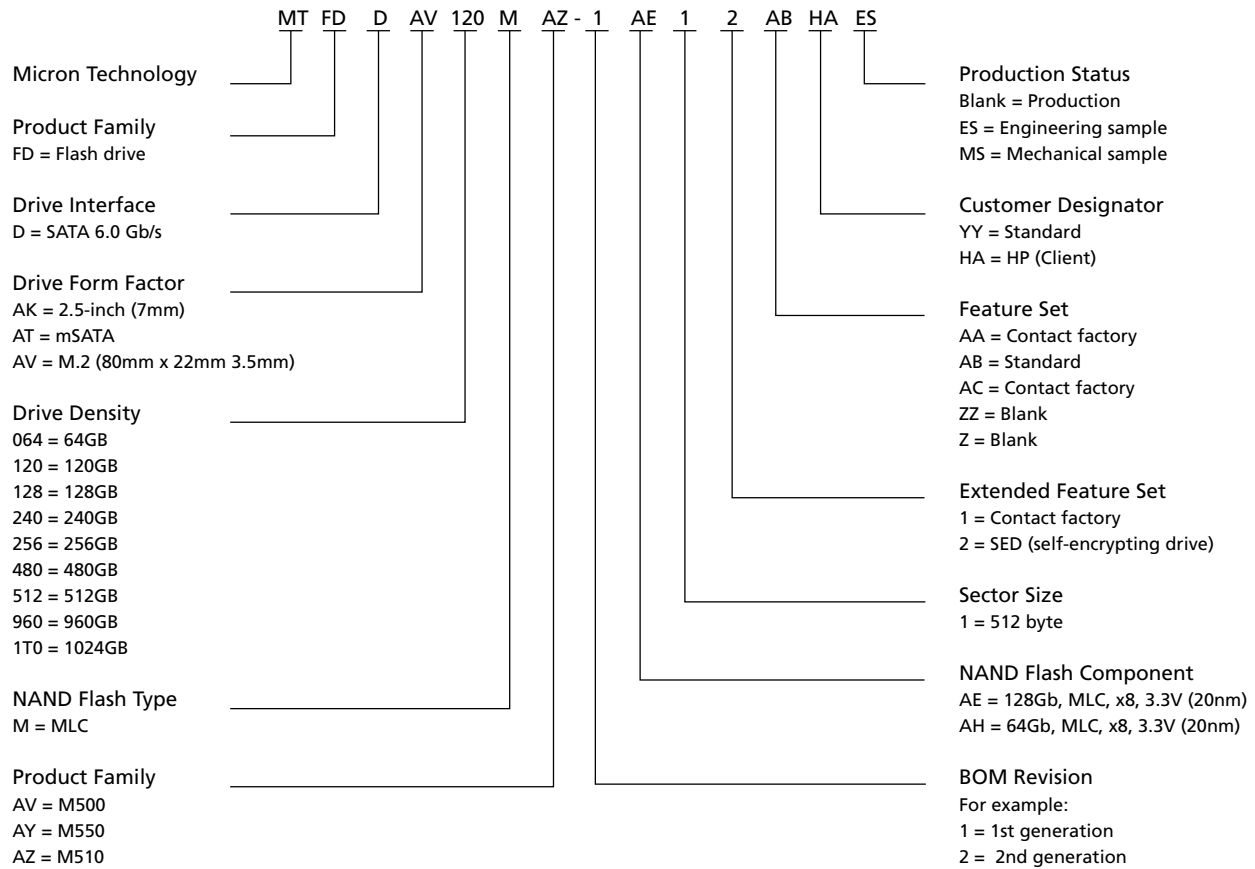 MT FD D AV 120 M AZ - 1 AE 1 2 AB HA ES
Micron Technology
Product Family
FD = Flash drive
Drive Interface
D = SATA 6.0 Gb/s
Drive Form Factor
AK = 2.5-inch (7mm)
AT = mSATA
AV = M.2 (80mm x 22mm 3.5mm)
Drive Density
064 = 64GB
120 = 120GB
128 = 128GB
240 = 240GB
256 = 256GB
480 = 480GB
512 = 512GB
960 = 960GB
1T0 = 1024GB
NAND Flash Type
M = MLC
Product Family
AV = M500
AY = M550
AZ = M510
Production Status
Blank = Production
ES = Engineering sample
MS = Mechanical sample
Customer Designator
YY = Standard
HA = HP (Client)
Feature Set
AA = Contact factory
AB = Standard
AC = Contact factory
ZZ = Blank
Z = Blank
Extended Feature Set
1 = Contact factory
2 = SED (self-encrypting drive)
Sector Size
1 = 512 byte
NAND Flash Component
AE = 128Gb, MLC, x8, 3.3V (20nm)
AH = 64Gb, MLC, x8, 3.3V (20nm)
BOM Revision
For example:
1 = 1st generation
2 = 2nd generation